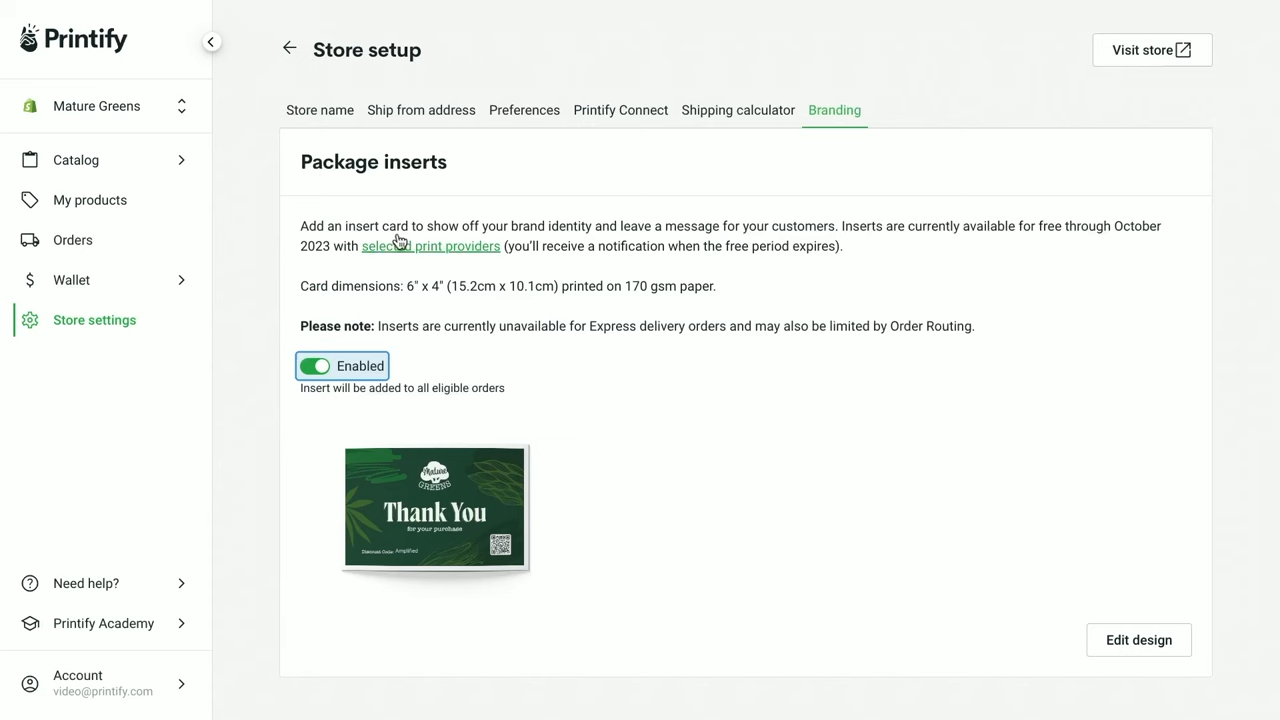 Printify
Store setup
Visit store
Mature Greens
Store name Ship from address Preferences Printify Connect Shipping calculator Branding
Catalog
My products
Orders
Wallet
Store settings
Package inserts
Add an insert card to show off your brand identity and leave a message for your customers. Inserts are currently available for free through October
2023 with selected print providers (you'll receive a notification when the free period expires).
Card dimensions: 6" x 4" (15.2cm x 10.1cm) printed on 170 gsm paper.
Please note: Inserts are currently unavailable for Express delivery orders and may also be limited by Order Routing.
Enabled
Insert will be added to all eligible orders
Mature
GREENS
Thank You
for your purchase
Discount Code: Amplified
Edit design
Need help?
Printify Academy
Account
video@printify.com